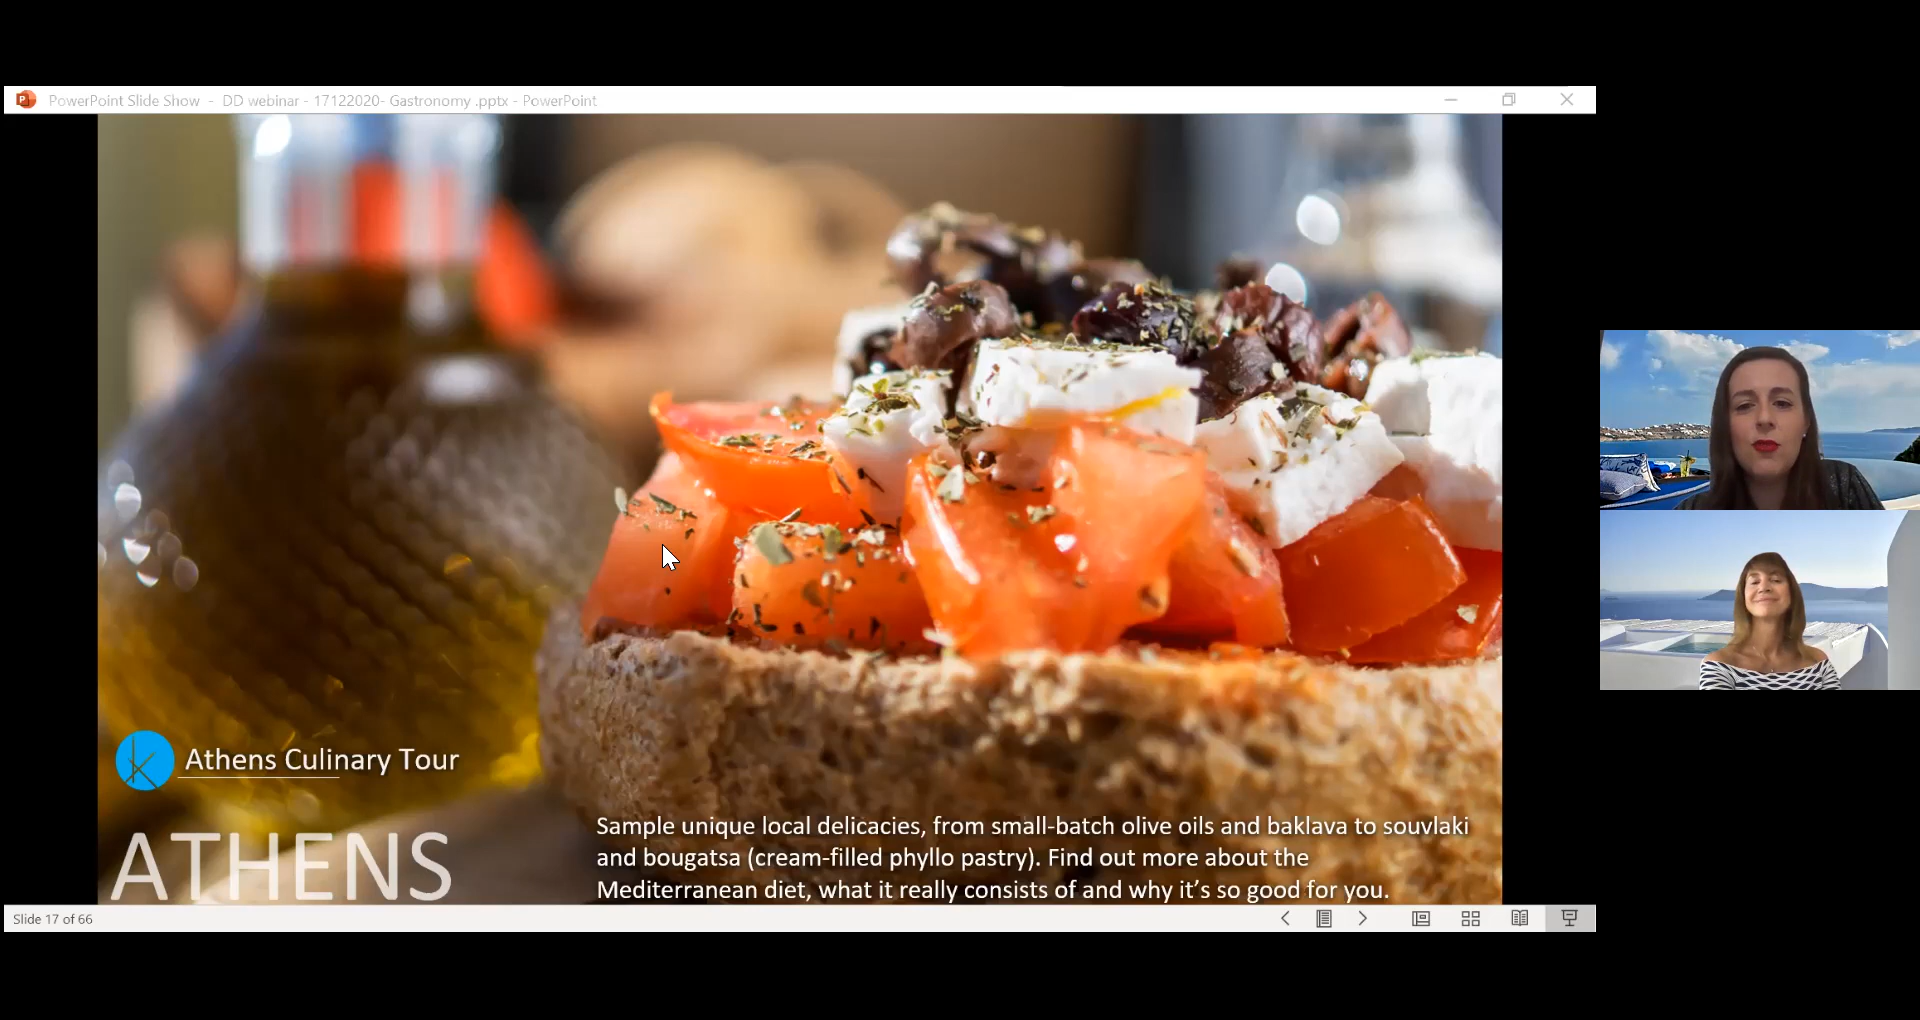 PowerPoint Slide Show - DD webinar - 17122020- Gastronomy .pptx - PowerPoint
Athens Culinary Tour
ATHENS
Sample unique local delicacies, from small-batch olive oils and baklava to souvlaki
and bougatsa (cream-filled phyllo pastry). Find out more about the
Mediterranean diet, what it really consists of and why it's so good for you.
Slide 17 of 66